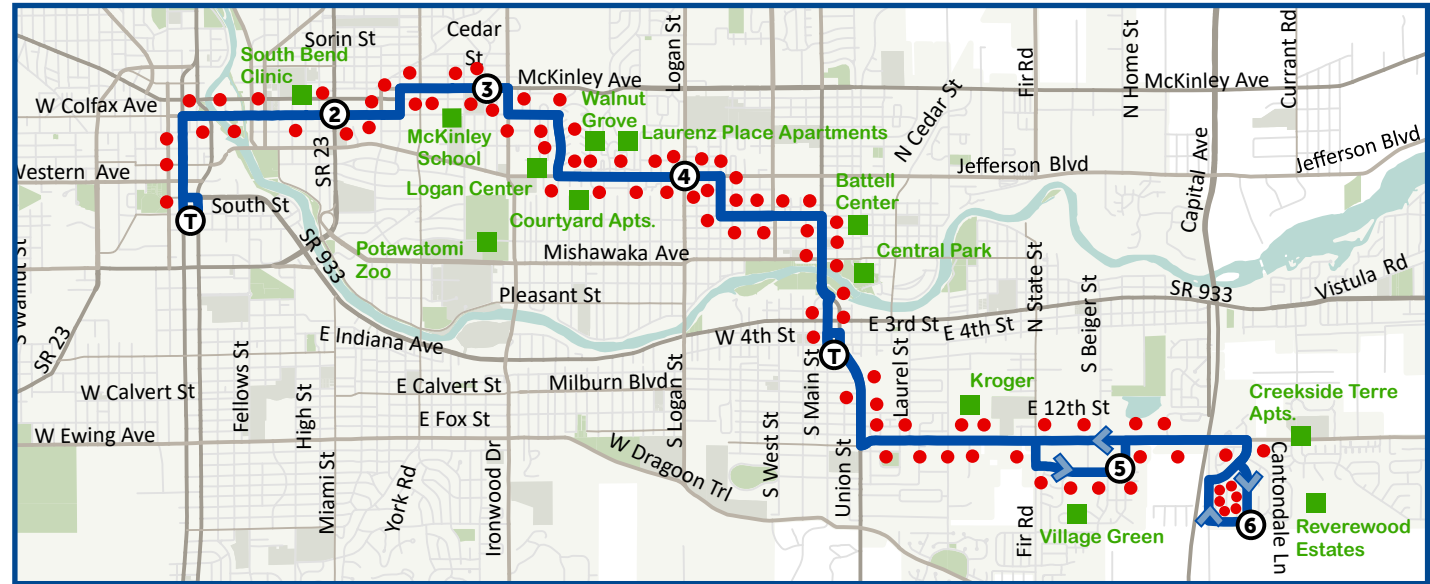 Sorin St
Cedar
St
Logan St
McKinley Ave
Fir Rd
N Home St
McKinley Ave
Currant Rd
South Bend
Clinic
W Colfax Ave
2
3
Walnut
Grove
Laurenz Place Apartments
McKinley
School
N Cedar St
Capital Ave
Jefferson Blvd
Jefferson Blvd
Western Ave
SR 23
Logan Center
4
Battell
Center
South St
T
Courtyard Apts.
Potawatomi
Zoo
SR 933
Mishawaka Ave
Central Park
S Walnut St
SR 23
Pleasant St
N State St
S Beiger St
SR 933
Vistula Rd
E Indiana Ave
W 4th St
E 3rd St
E 4th St
T
W Calvert St
Fellows St
High St
E Calvert St
Milburn Blvd
S Logan St
S Main St
Laurel St
Kroger
Creekside Terre
Apts.
E Fox St
E 12th St
W Ewing Ave
Miami St
York Rd
Ironwood Dr
W Dragoon Trl
S West St
Union St
5
Cantondale Ln
Fir Rd
Village Green
6
Reverewood
Estates